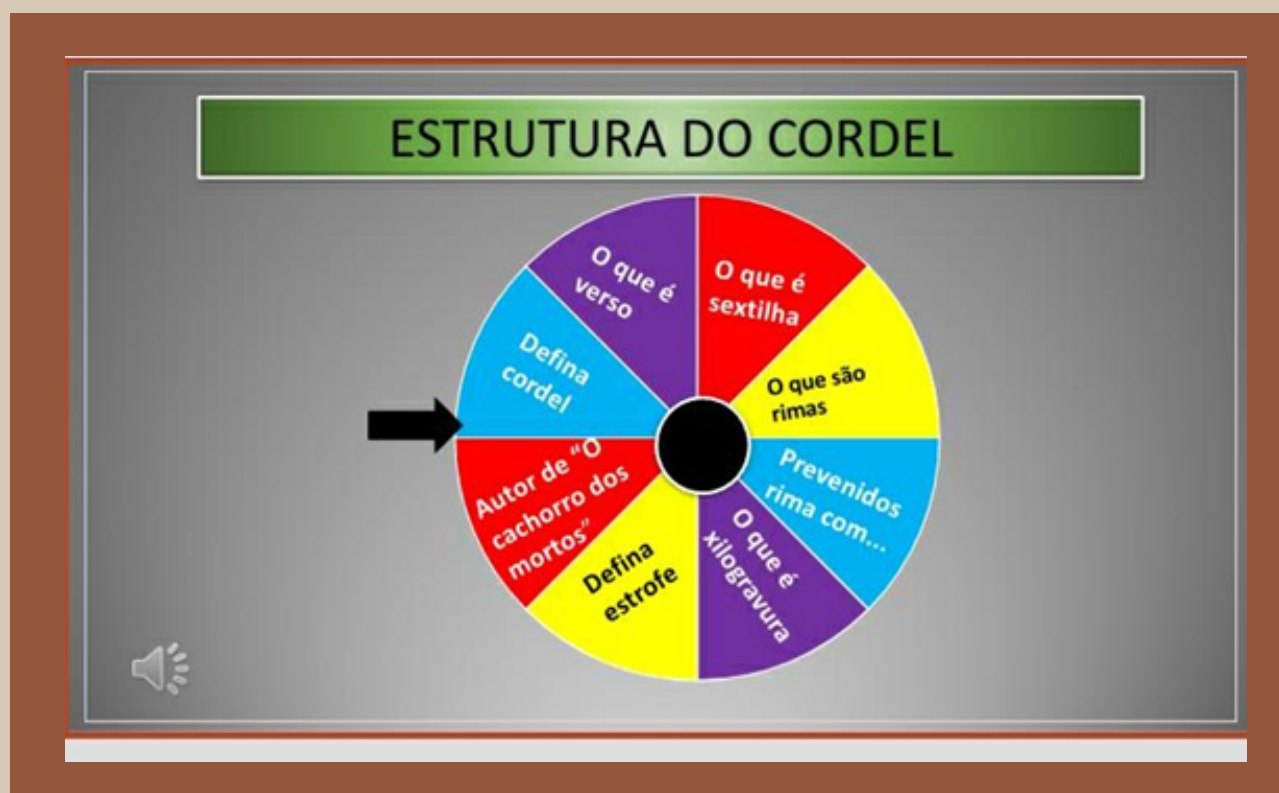 ESTRUTURA DO CORDEL
O que é
verso
O que é
sextilha
Defina
cordel
O que são
rimas
Autor de “O
cachorro dos
mortos”
Prevenidos
rima com...
Defina
estrofe
O que é
xilogravura